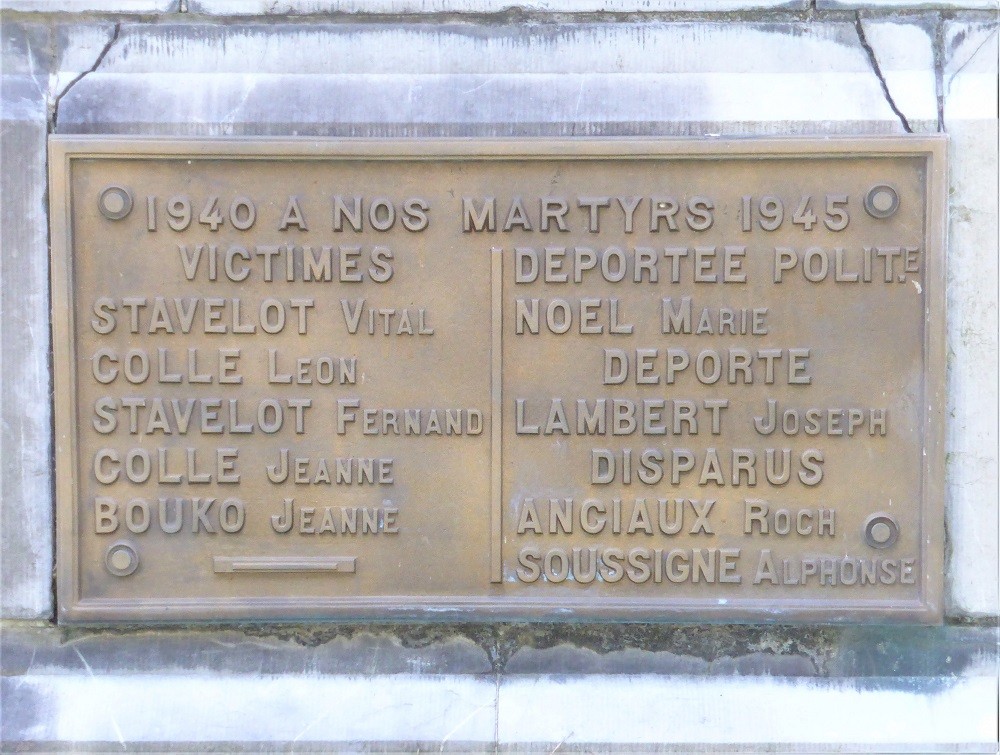 1940 A NOS MARTYRS 1945
VICTIMES
STAVELOT VITAL
COLLE LEON
STAVELOT FERNAND
COLLE JEANNE
BOUKO JEANNE
DEPORTEE POLIT.E
NOEL MARIE
DEPORTE
LAMBERT JOSEPH
DISPARUS
ANCIAUX ROCH
SOUSSIGNE ALPHONSE